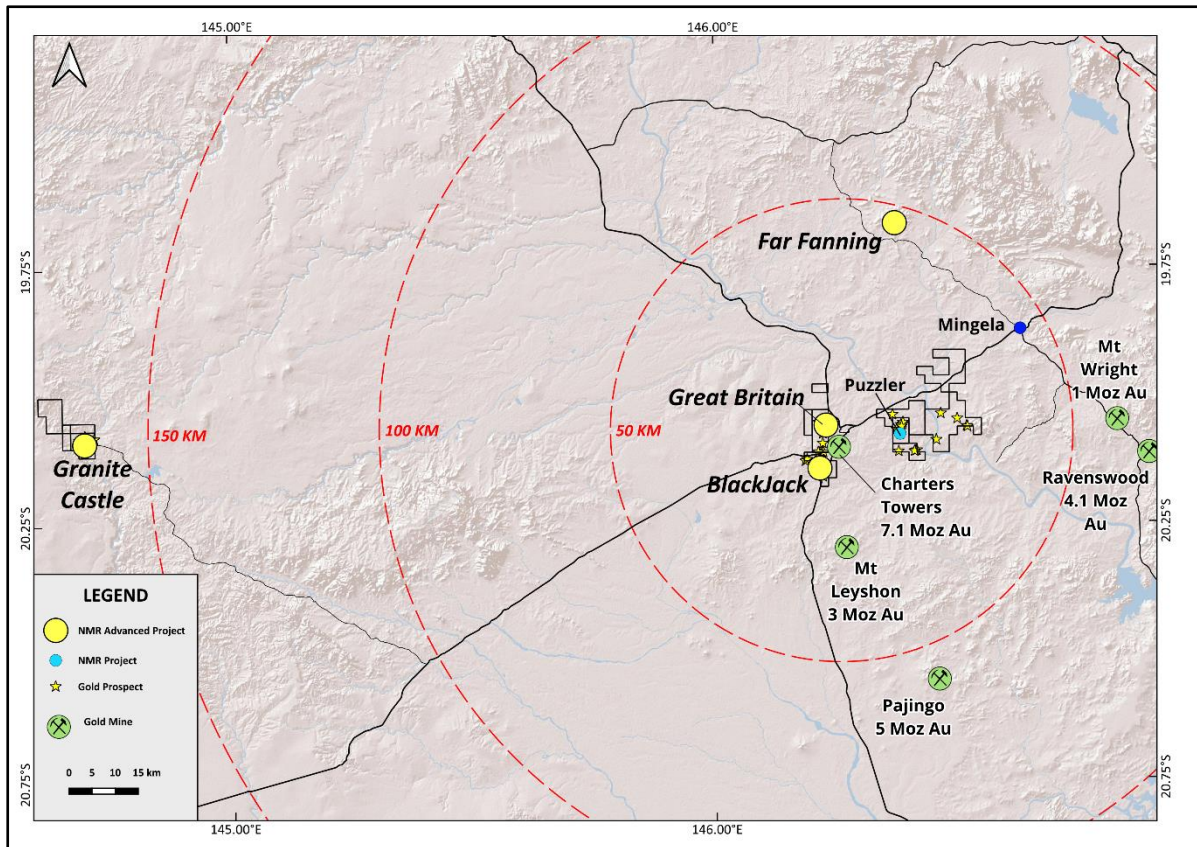 145.00°E
146.00°E
19.75°S
19.75°S
Far Fanning
Mingela
Mt
Wright
1 Moz Au
Puzzler
Great Britain
150 KM
100 KM
50 KM
Granite
Castle
BlackJack
Charters
Towers
7.1 Moz Au
Ravenswood
4.1 Moz
Au
20.25°S
20.25°S
Mt
Leyshon
3 Moz Au
LEGEND
NMR Advanced Project
NMR Project
Gold Prospect
Gold Mine
0 5 10 15 km
Pajingo
5 Moz Au
20.75°S
20.75°S
145.00°E
146.00°E